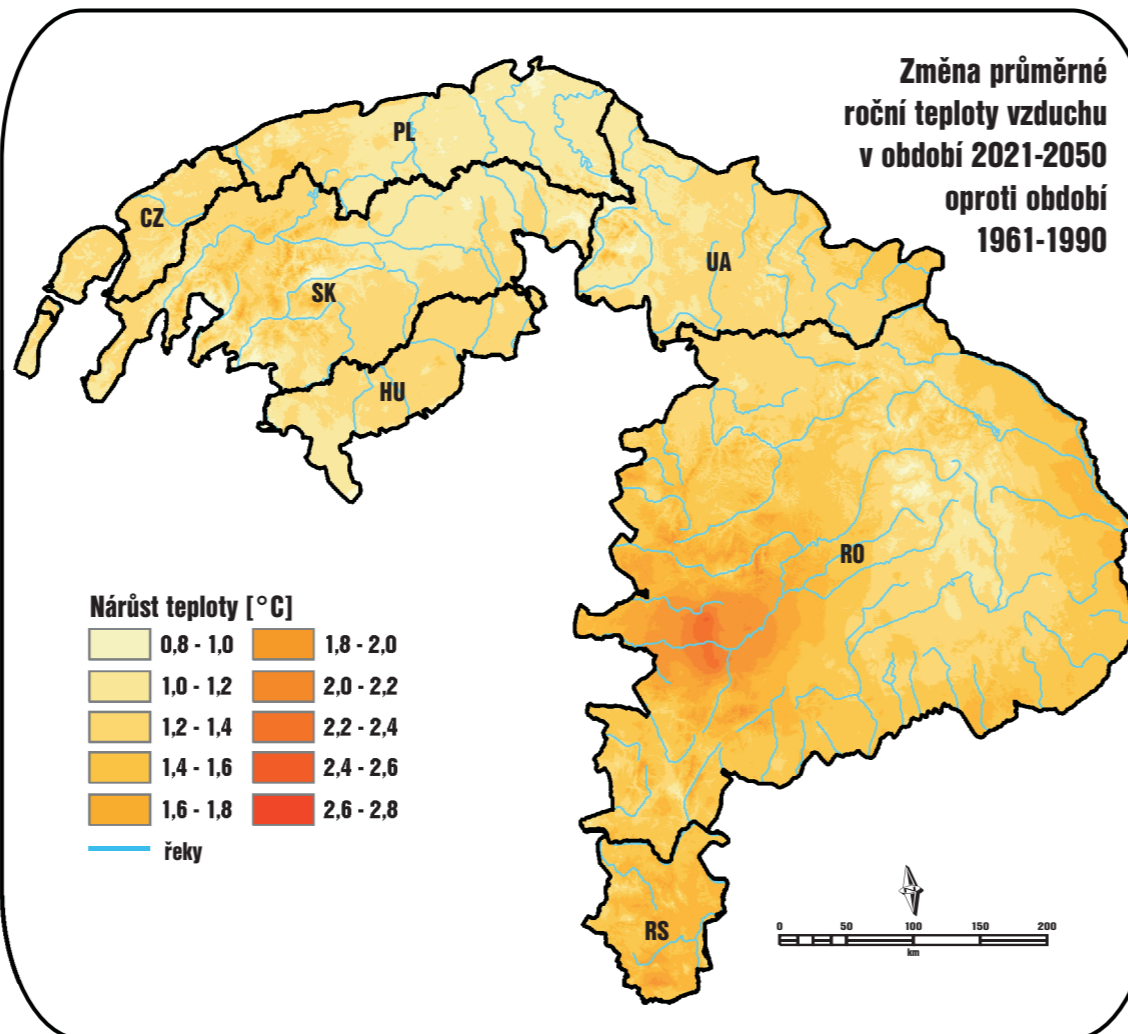 Změna průměrné
roční teploty vzduchu
v období 2021-2050
oproti období
1961-1990
PL
CZ
UA
SK
HU
RO
RS
Nárůst teploty [°C]
0,8 - 1,0
1,0 - 1,2
1,2 - 1,4
1,4 - 1,6
1,6 - 1,8
1,8 - 2,0
2,0 - 2,2
2,2 - 2,4
2,4 - 2,6
2,6 - 2,8
řeky
0 50 100 150 200
km